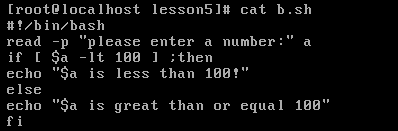 [root@localhost lesson5]# cat b.sh
#!/bin/bash
read -p "please enter a number:" a
if [ $a -lt 100 ] ;then
echo "$a is less than 100!"
else
echo "$a is great than or equal 100"
fi